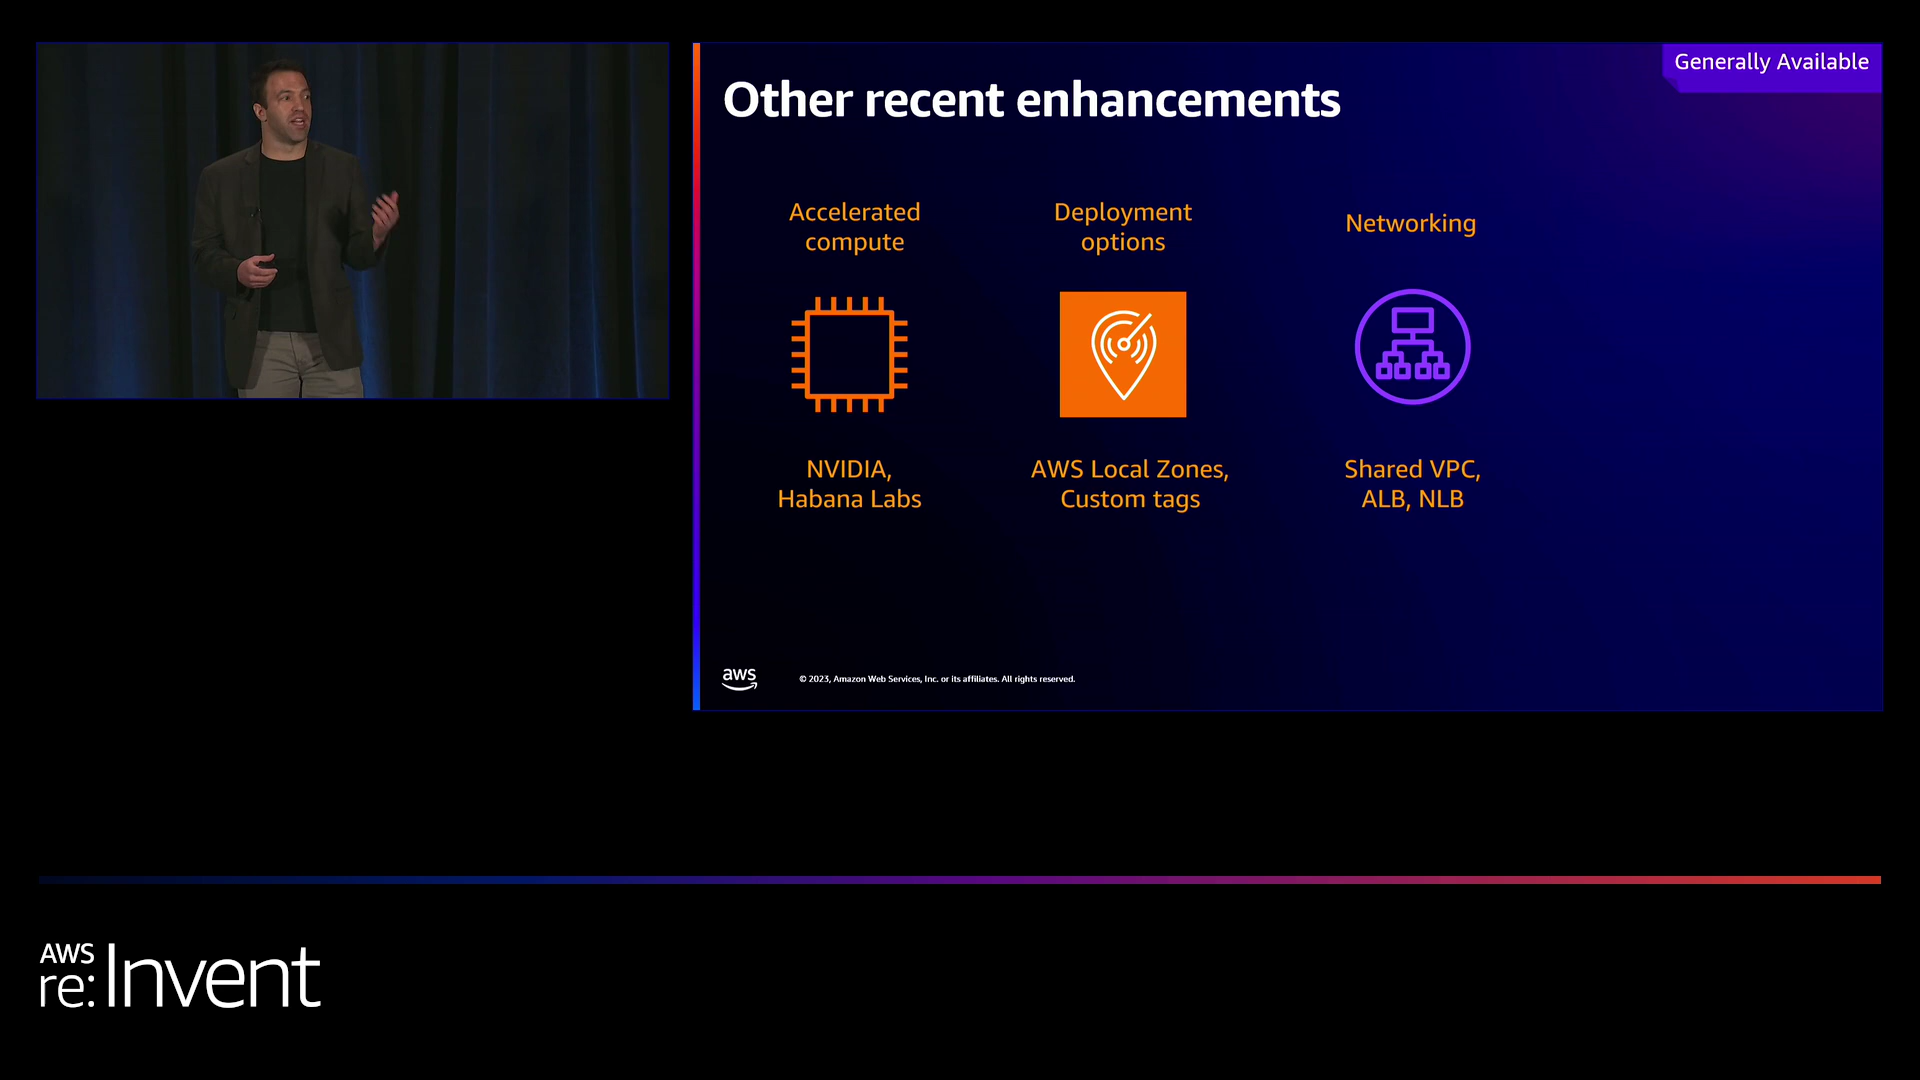 Generally Available
Other recent enhancements
Accelerated
compute
NVIDIA,
Habana Labs
Deployment
options
AWS Local Zones,
Custom tags
Networking
Shared VPC,
ALB, NLB
aws
© 2023, Amazon Web Services, Inc. or its affiliates. All rights reserved.
AWS
re:Invent